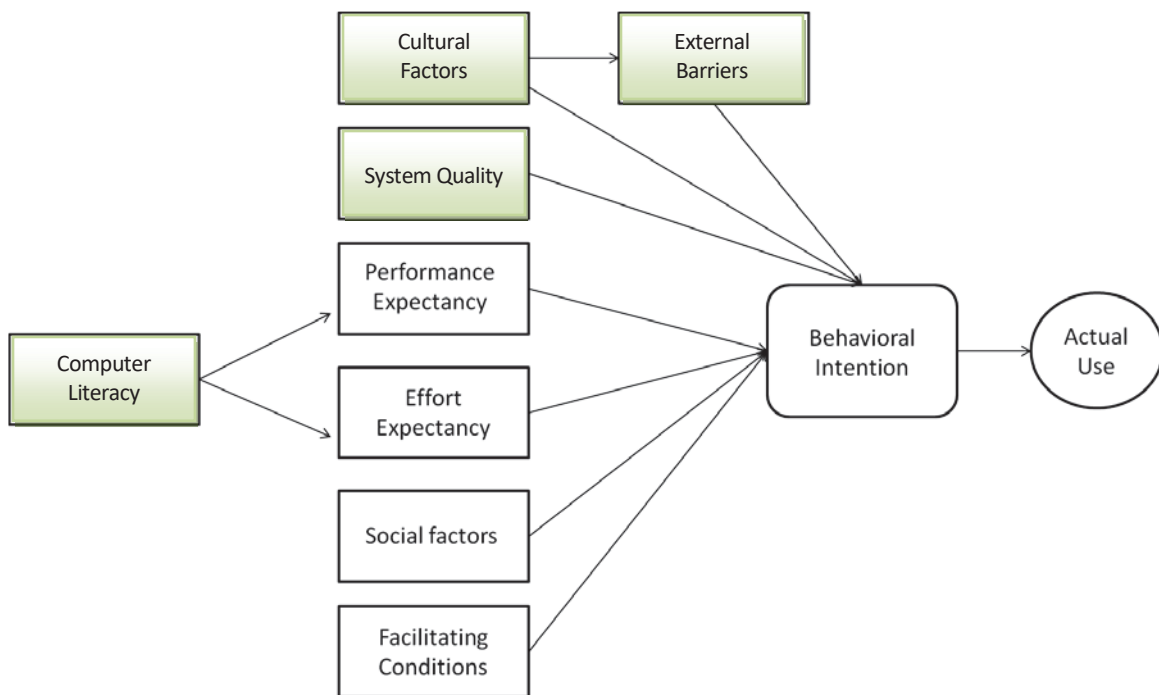 Cultural
Factors
External
Barriers
System Quality
Performance
Expectancy
Computer
Literacy
Effort
Expectancy
Behavioral
Intention
Actual
Use
Social factors
Facilitating
Conditions